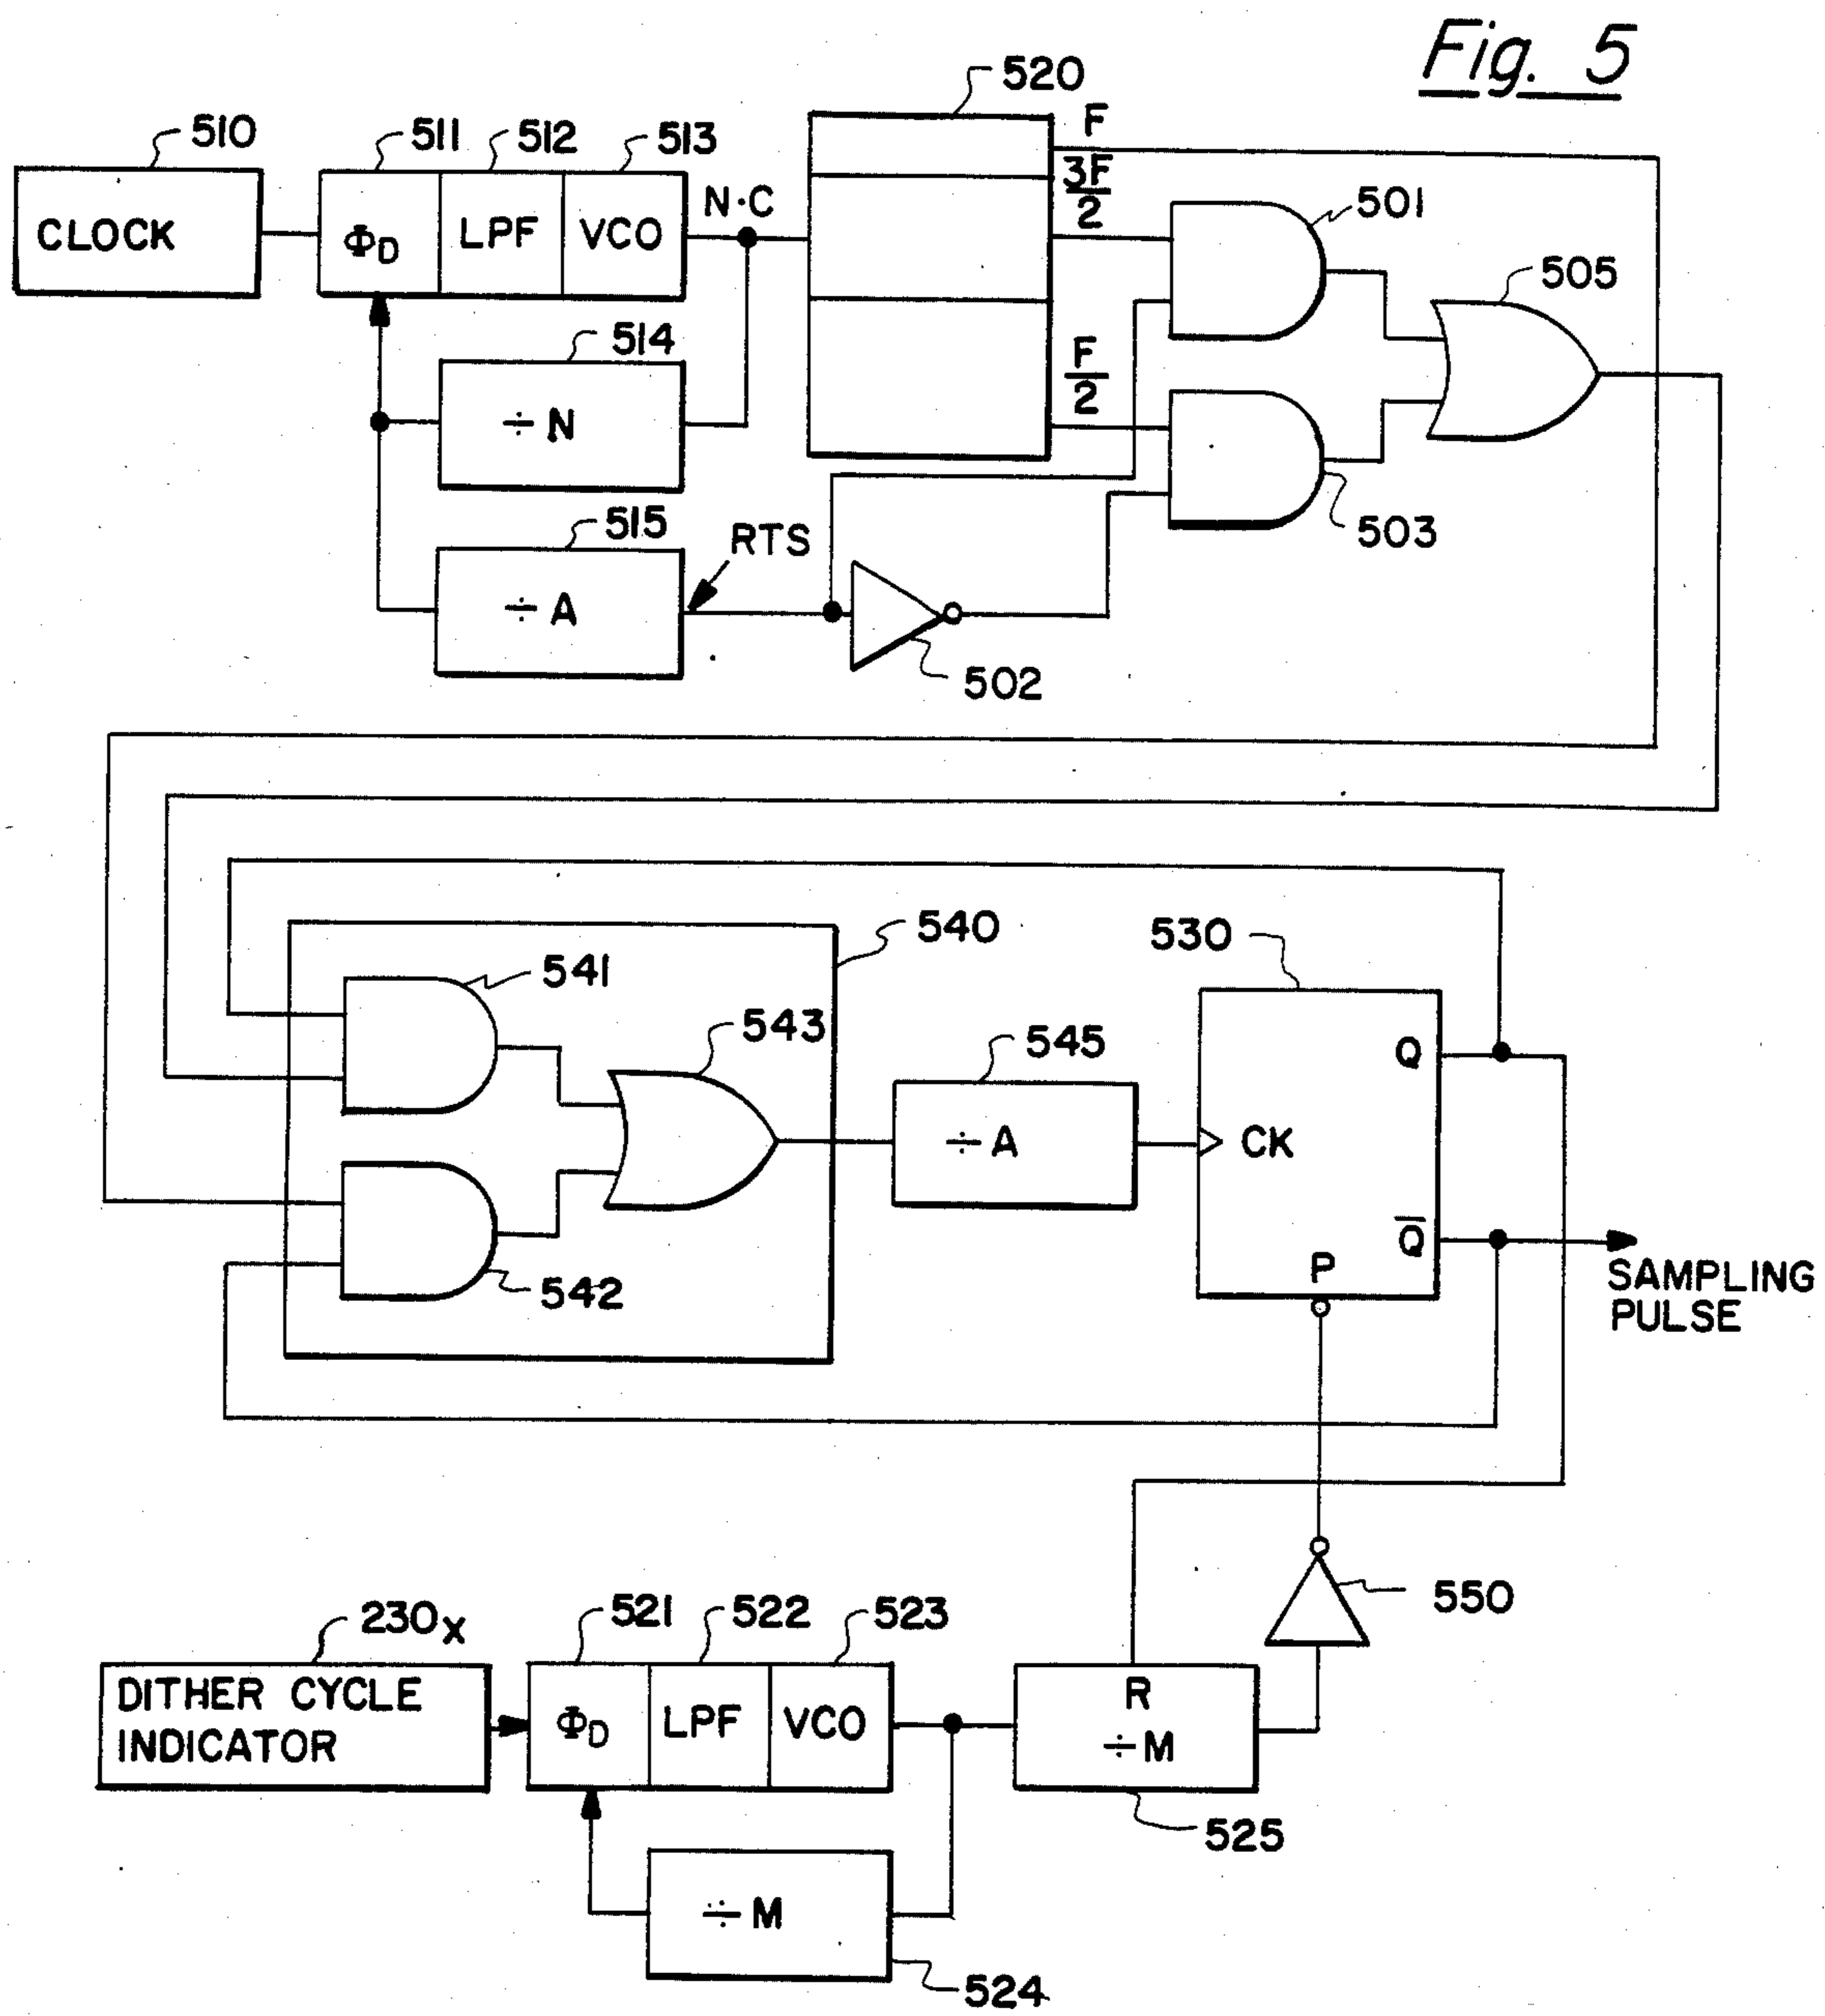 Fig. 5
520
510
511
512
513
F
3F
2
N·C
501
CLOCK
ΦD
LPF
VCO
505
514
F
2
÷ N
515
RTS
503
÷ A
502
540
530
541
543
545
Q
÷ A
CK
Q̅
P
542
SAMPLING
PULSE
550
230X
521
522
523
DITHER CYCLE
INDICATOR
ΦD
LPF
VCO
R
÷ M
525
÷ M
524